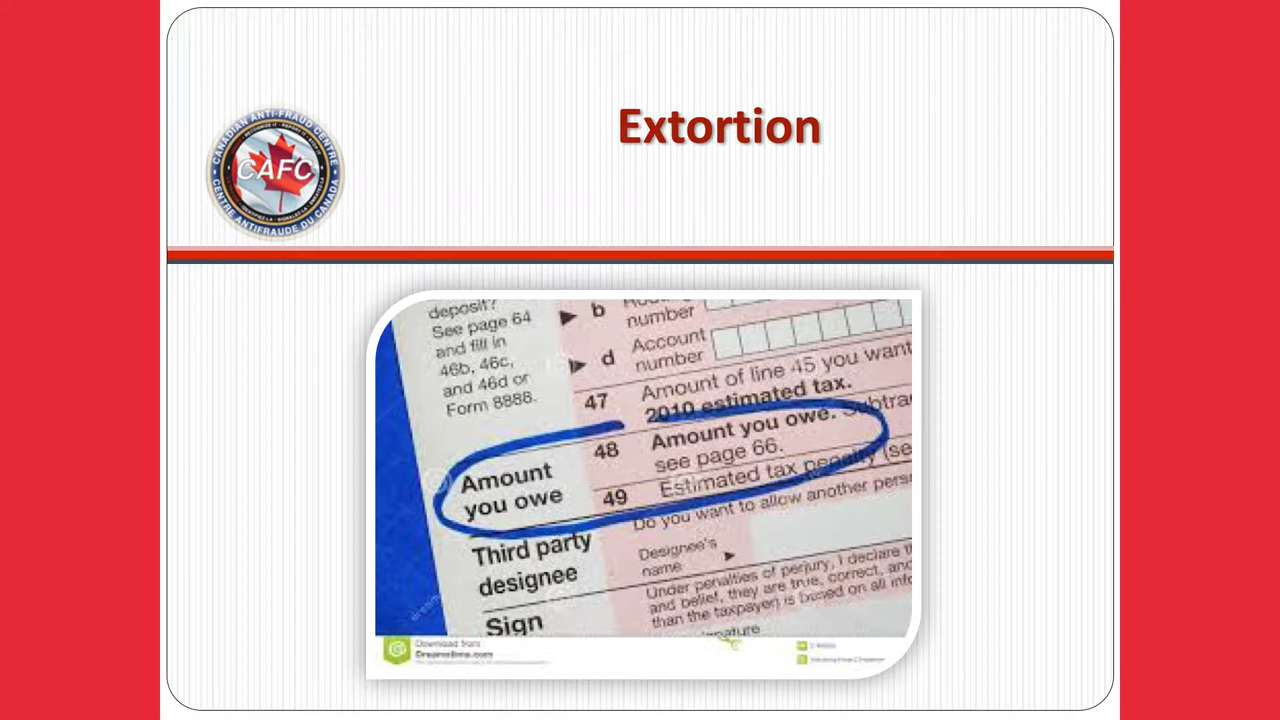 Extortion
CANADIAN ANTI-FRAUD CENTRE
CAFC
CENTRE ANTIFRAUDE DU CANADA
deposit?
See page 64
and fill in
46b, 46c,
and 46d or
Form 8888.
b
number
d Account
number
47 Amount of line 45 you want
2010 estimated tax.
Amount
you owe
48 Amount you owe. Subtra
see page 66.
49 Estimated tax penalty (se
Third party
designee
Do you want to allow another pers
Designee's
name
Sign
Under penalties of perjury, I declare t
and belief, they are true, correct, and
than the taxpayer) is based on all info
Download from
Dreamstime.com